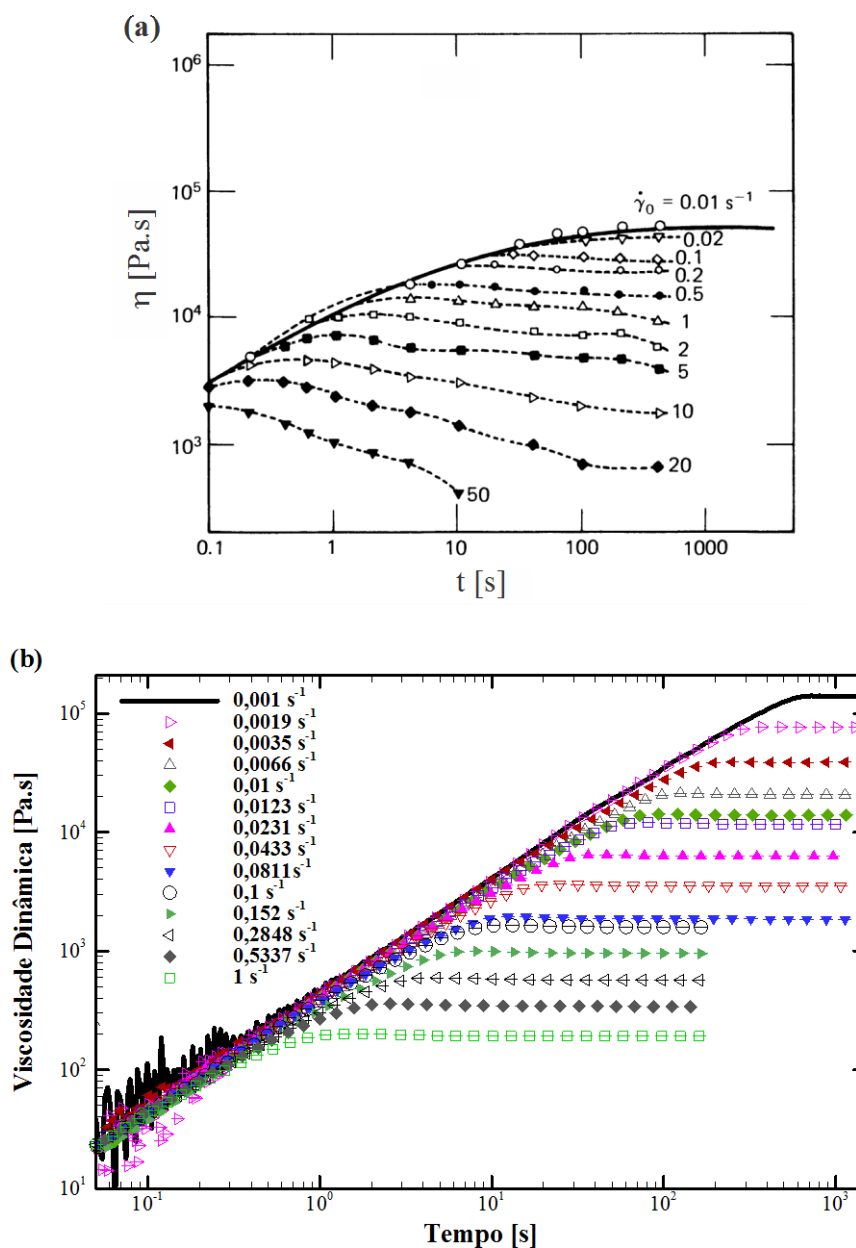 (a)
10⁶
10⁵
10⁴
10³
η [Pa.s]
γ̇₀ = 0.01 s⁻¹
0.02
0.1
0.2
0.5
1
2
5
10
20
50
0.1 1 10 100 1000
t [s]
(b)
10⁵
10⁴
10³
10²
10¹
Viscosidade Dinâmica [Pa.s]
0,001 s⁻¹
0,0019 s⁻¹
0,0035 s⁻¹
0,0066 s⁻¹
0,01 s⁻¹
0,0123 s⁻¹
0,0231 s⁻¹
0,0433 s⁻¹
0,0811s⁻¹
0,1 s⁻¹
0,152 s⁻¹
0,2848 s⁻¹
0,5337 s⁻¹
1 s⁻¹
10⁻¹ 10⁰ 10¹ 10² 10³
Tempo [s]